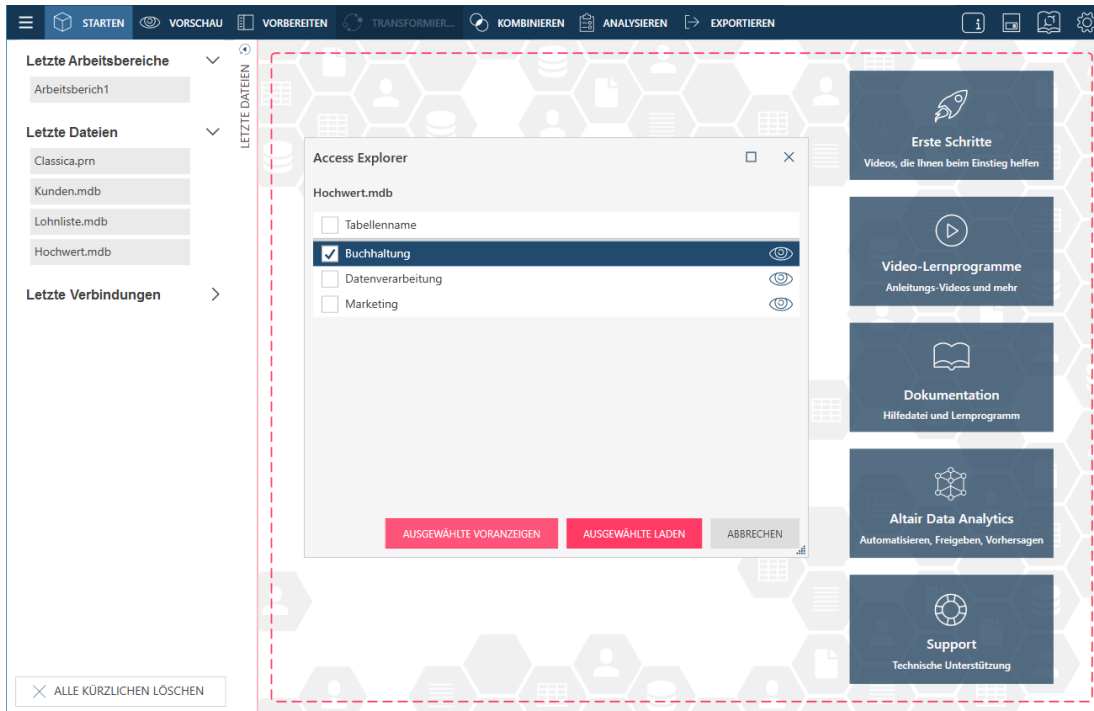 STARTEN VORSCHAU VORBEREITEN TRANSFORMIER... KOMBINIEREN ANALYSIEREN EXPORTIEREN
Letzte Arbeitsbereiche
Arbeitsberich1
Letzte Dateien
Classica.prn
Kunden.mdb
Lohnliste.mdb
Hochwert.mdb
Letzte Verbindungen
ALLE KÜRZLICHEN LÖSCHEN
LETZTE DATEIEN
Access Explorer
Hochwert.mdb
Tabellenname
Buchhaltung
Datenverarbeitung
Marketing
AUSGEWÄHLTE VORANZEIGEN AUSGEWÄHLTE LADEN ABBRECHEN
Erste Schritte
Videos, die Ihnen beim Einstieg helfen
Video-Lernprogramme
Anleitungs-Videos und mehr
Dokumentation
Hilfedatei und Lernprogramm
Altair Data Analytics
Automatisieren, Freigeben, Vorhersagen
Support
Technische Unterstützung